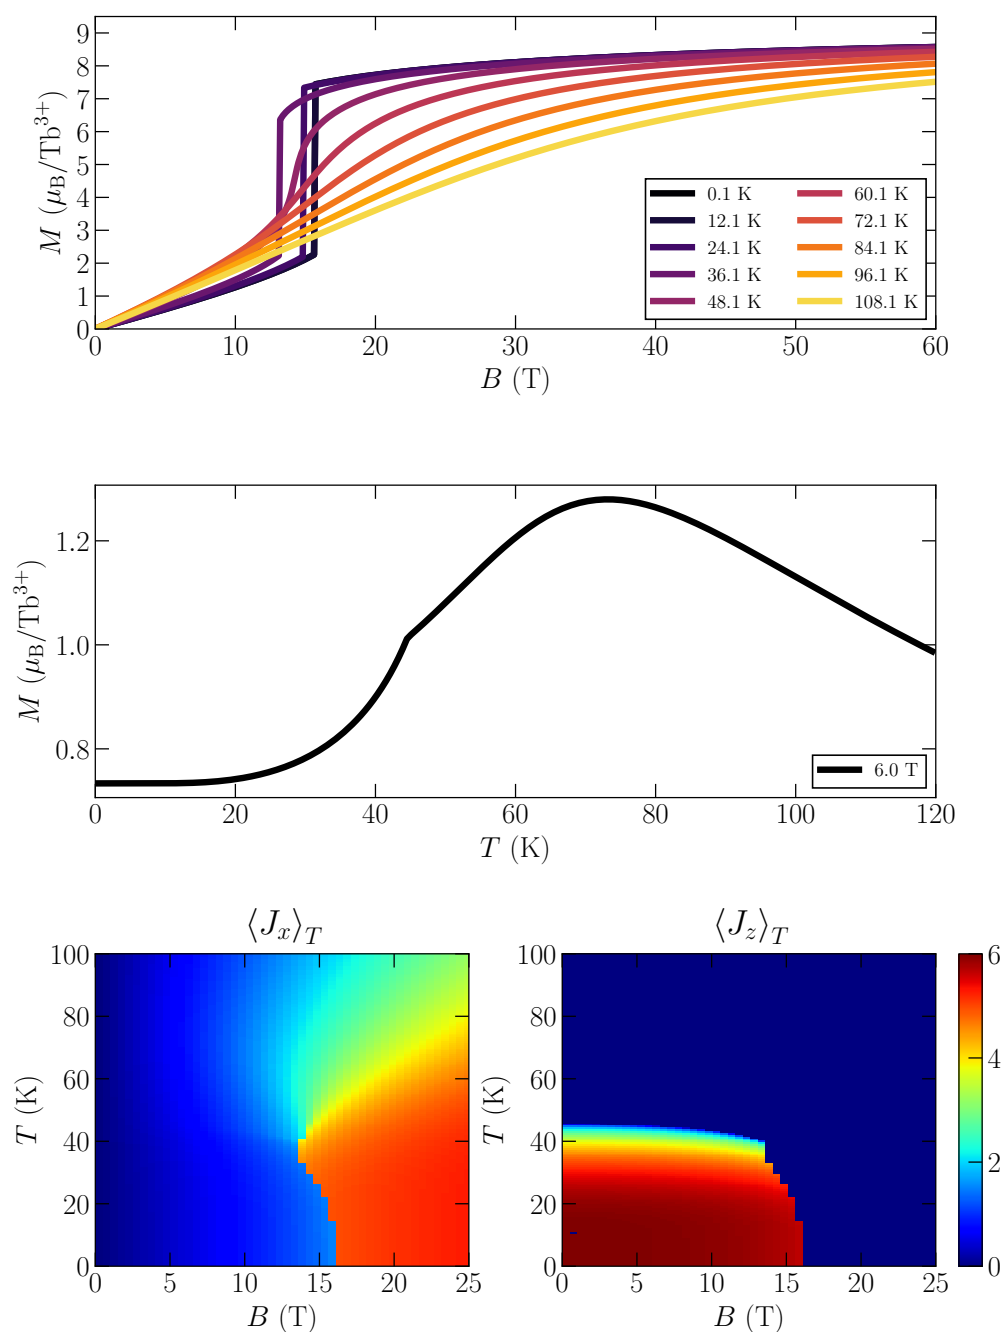 9
8
7
6
5
4
3
2
1
0
M (μB/Tb³⁺)
0.1 K
12.1 K
24.1 K
36.1 K
48.1 K
60.1 K
72.1 K
84.1 K
96.1 K
108.1 K
0 10 20 30 40 50 60
B (T)
1.2
1.0
0.8
M (μB/Tb³⁺)
6.0 T
0 20 40 60 80 100 120
T (K)
⟨Jx⟩T
100
80
60
40
20
0
T (K)
0 5 10 15 20 25
B (T)
⟨Jz⟩T
100
80
60
40
20
0
T (K)
0 5 10 15 20 25
B (T)
6
4
2
0